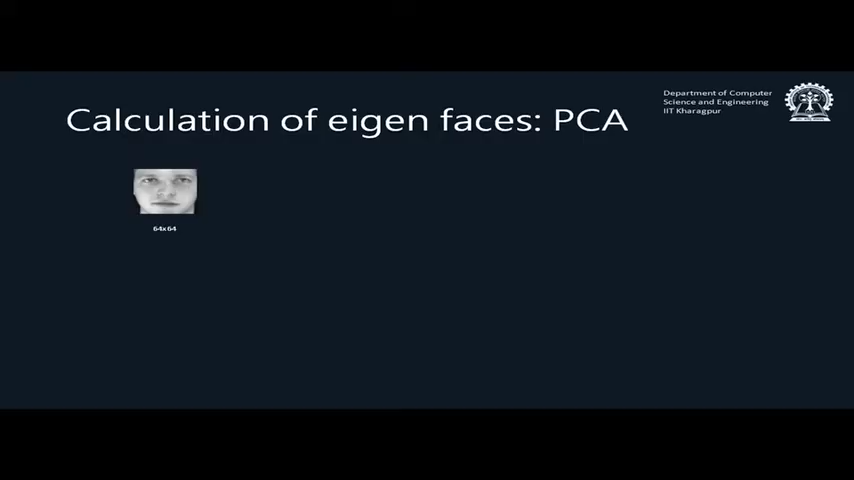 Calculation of eigen faces: PCA
Department of Computer
Science and Engineering
IIT Kharagpur
64x64